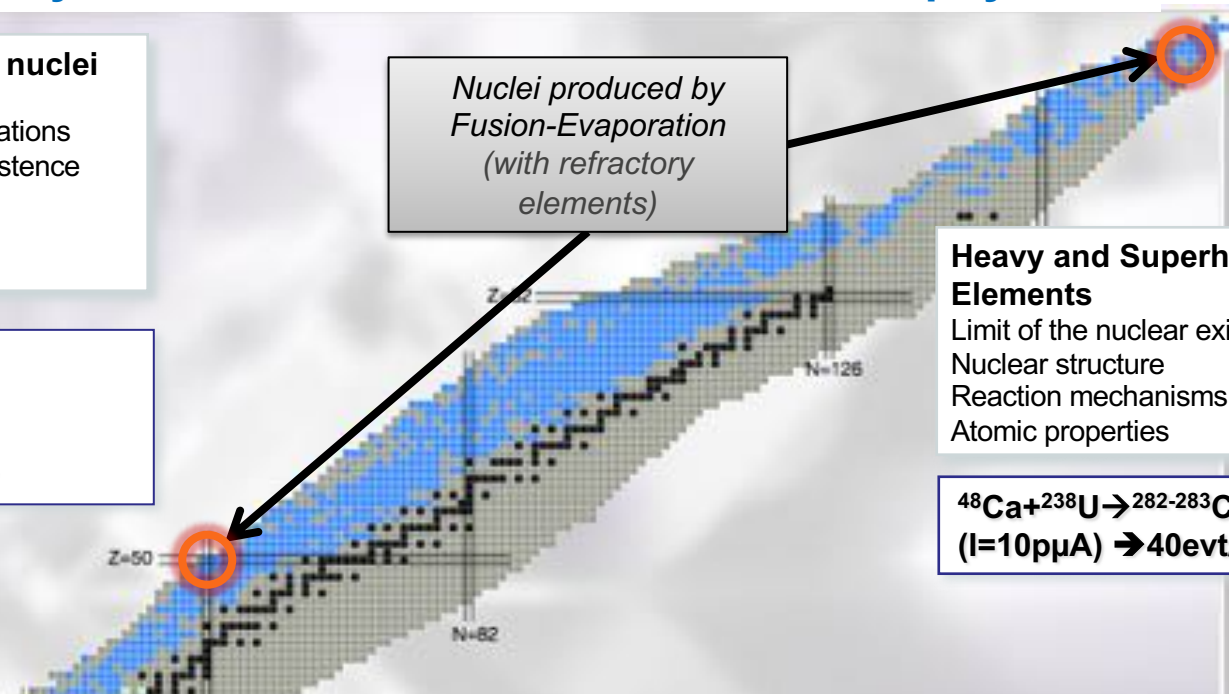 nuclei
ations
stence
Nuclei produced by
Fusion-Evaporation
(with refractory
elements)
Heavy and Superh
Elements
Limit of the nuclear exi
Nuclear structure
Reaction mechanisms
Atomic properties
⁴⁸Ca+²³⁸U→²⁸²⁻²⁸³C
(I=10pµA) ➔40evt
N=126
Z=50
N=82